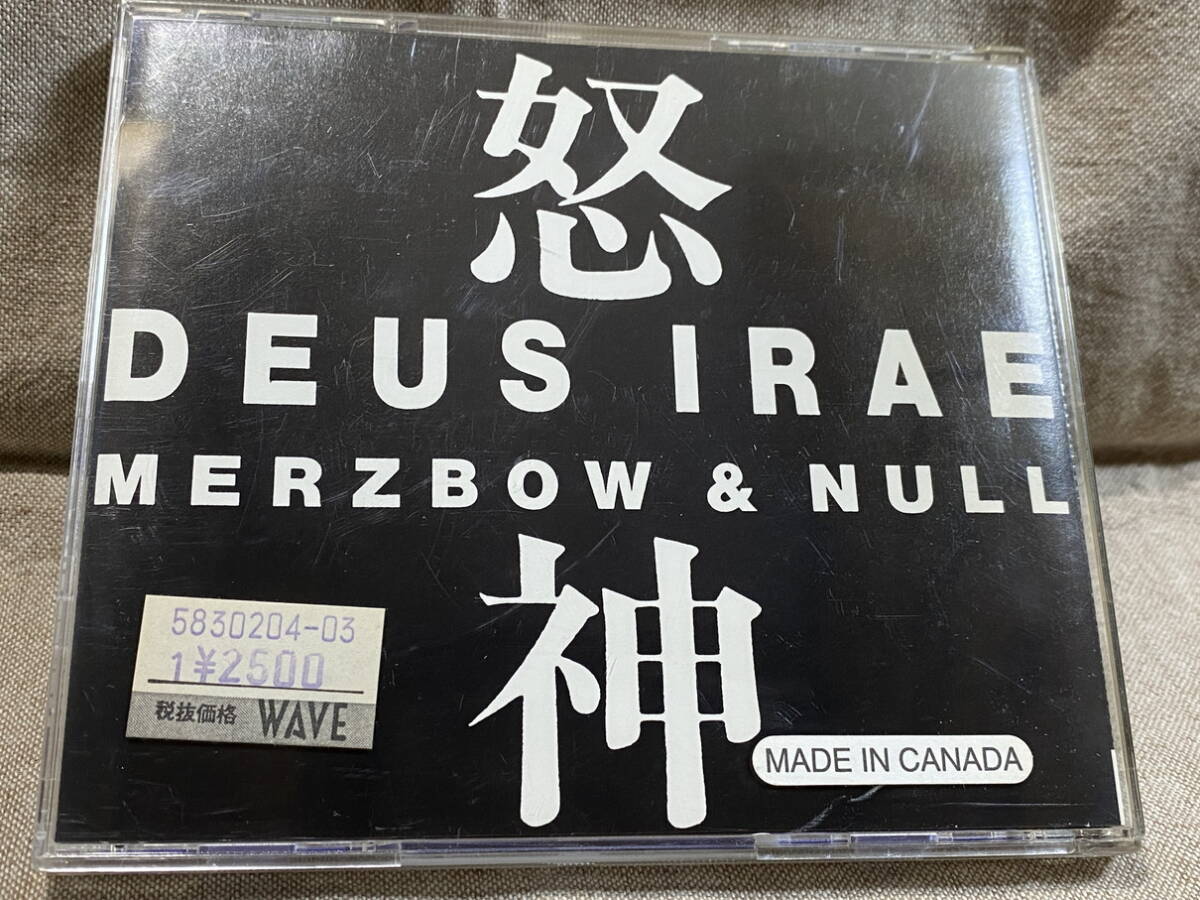 怒
DEUS IRAE
MERZBOW & NULL
神
5830204-03
1¥2500
税抜価格 WAVE
MADE IN CANADA